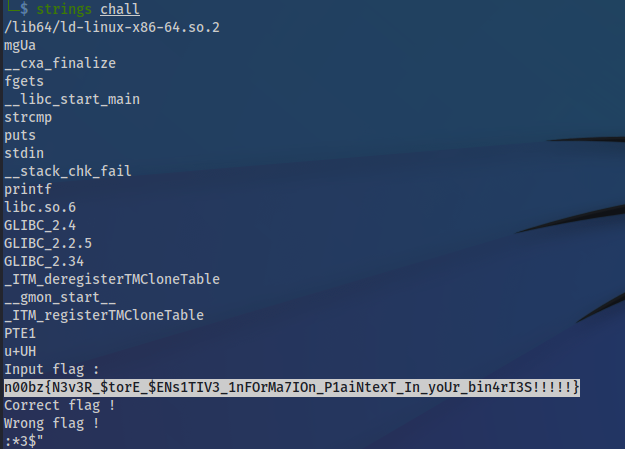 └─$ strings chall
/lib64/ld-linux-x86-64.so.2
mgUa
__cxa_finalize
fgets
__libc_start_main
strcmp
puts
stdin
__stack_chk_fail
printf
libc.so.6
GLIBC_2.4
GLIBC_2.2.5
GLIBC_2.34
_ITM_deregisterTMCloneTable
__gmon_start__
_ITM_registerTMCloneTable
PTE1
u+UH
Input flag :
n00bz{N3v3R_$torE_$ENs1TIV3_1nFOrMa7IOn_P1aiNtexT_In_yoUr_bin4rI3S!!!!!}
Correct flag !
Wrong flag !
:*3$"